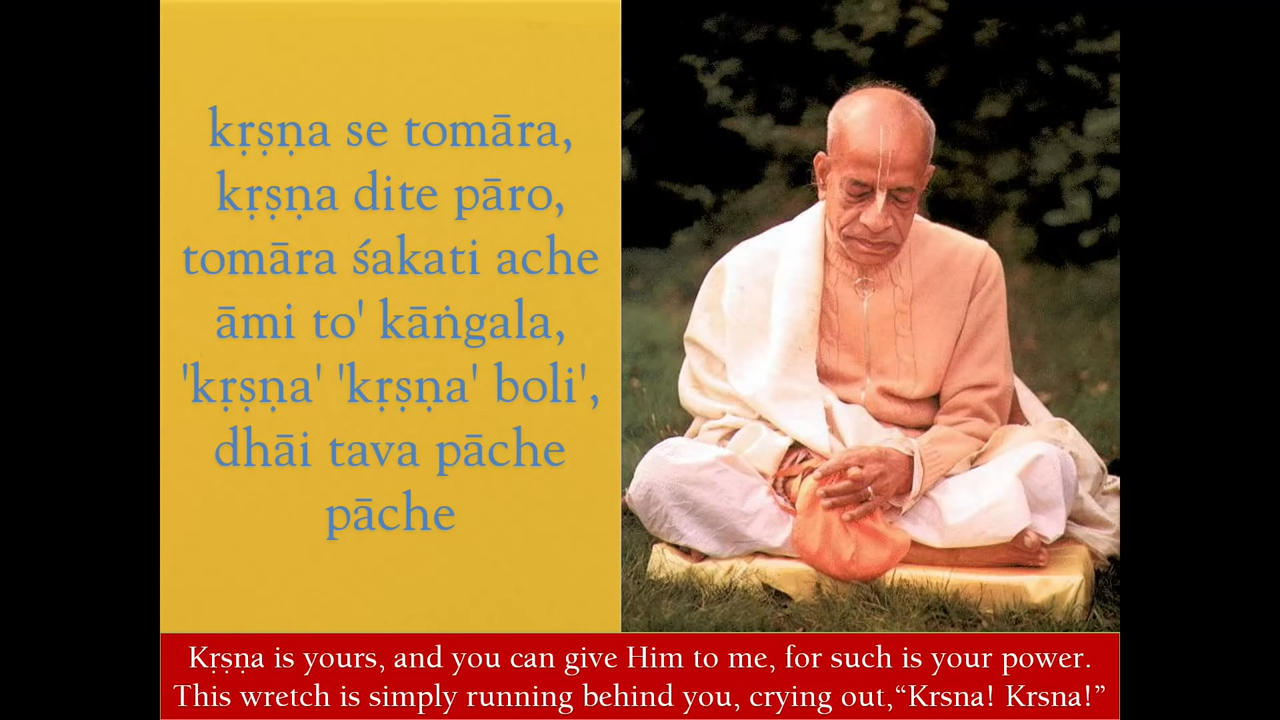 kṛṣṇa se tomāra,
kṛṣṇa dite pāro,
tomāra śakati ache
āmi to' kāṅgala,
'kṛṣṇa' 'kṛṣṇa' boli',
dhāi tava pāche
pāche
Kṛṣṇa is yours, and you can give Him to me, for such is your power.
This wretch is simply running behind you, crying out,“Krsna! Krsna!”